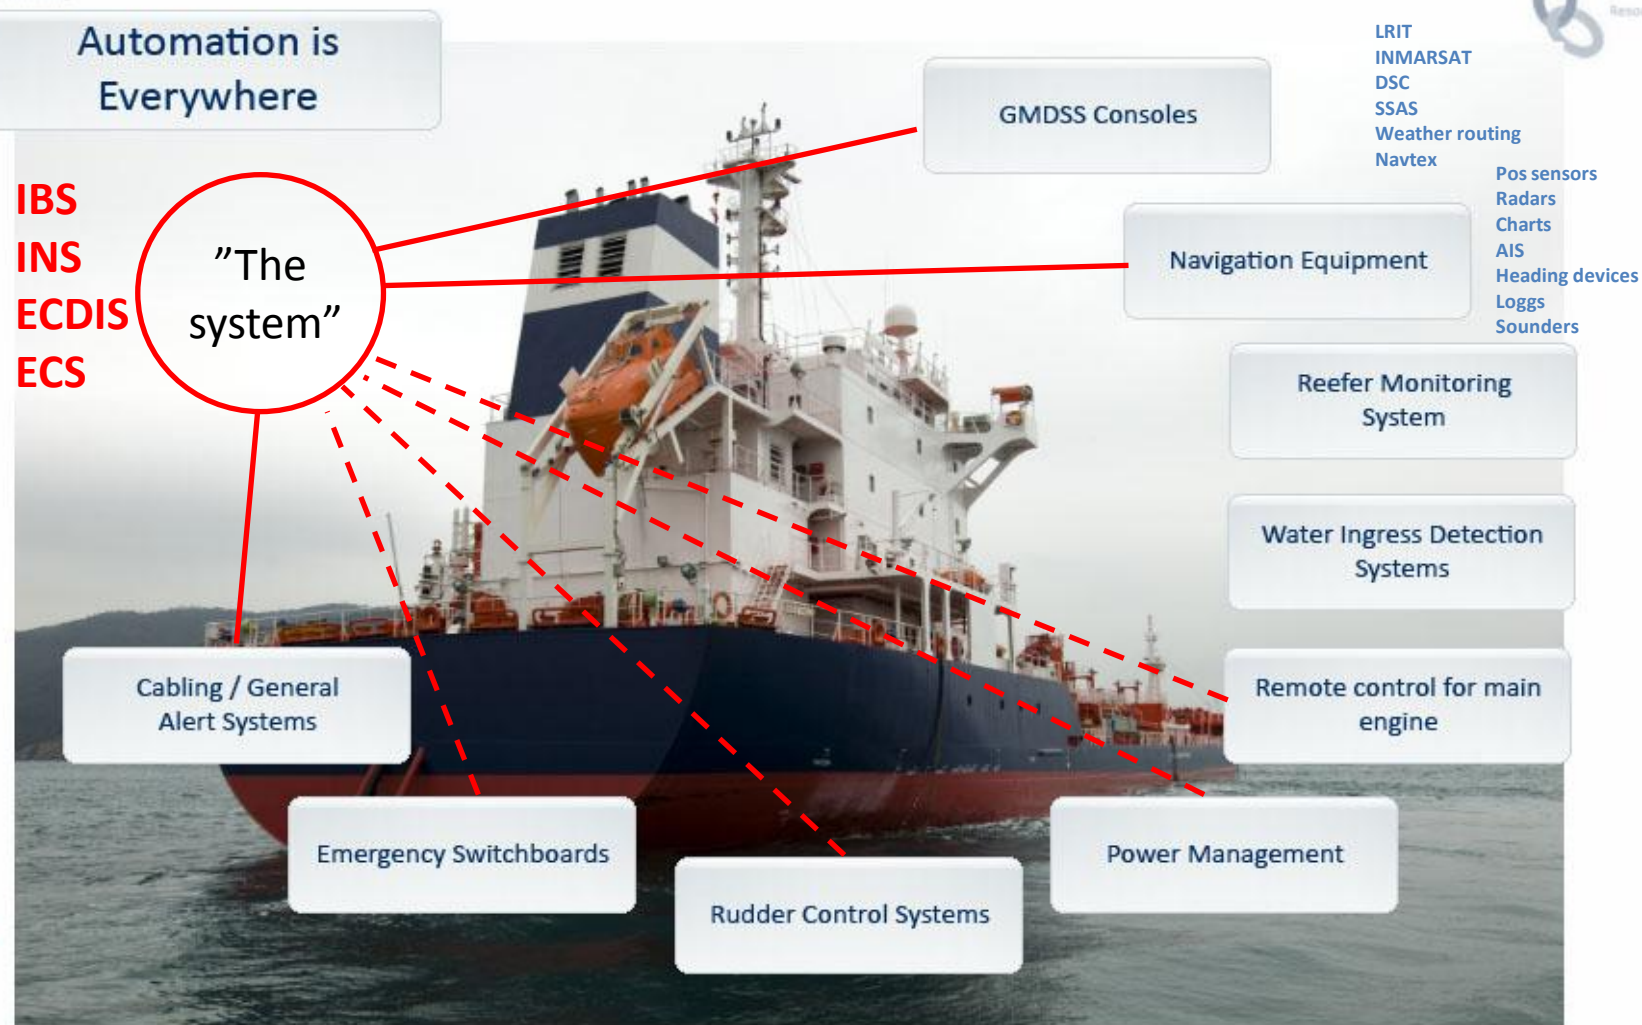 Automation is
Everywhere
IBS
INS
ECDIS
ECS
”The
system”
GMDSS Consoles
LRIT
INMARSAT
DSC
SSAS
Weather routing
Navtex
Navigation Equipment
Pos sensors
Radars
Charts
AIS
Heading devices
Loggs
Sounders
Reefer Monitoring
System
Water Ingress Detection
Systems
Remote control for main
engine
Cabling / General
Alert Systems
Emergency Switchboards
Rudder Control Systems
Power Management